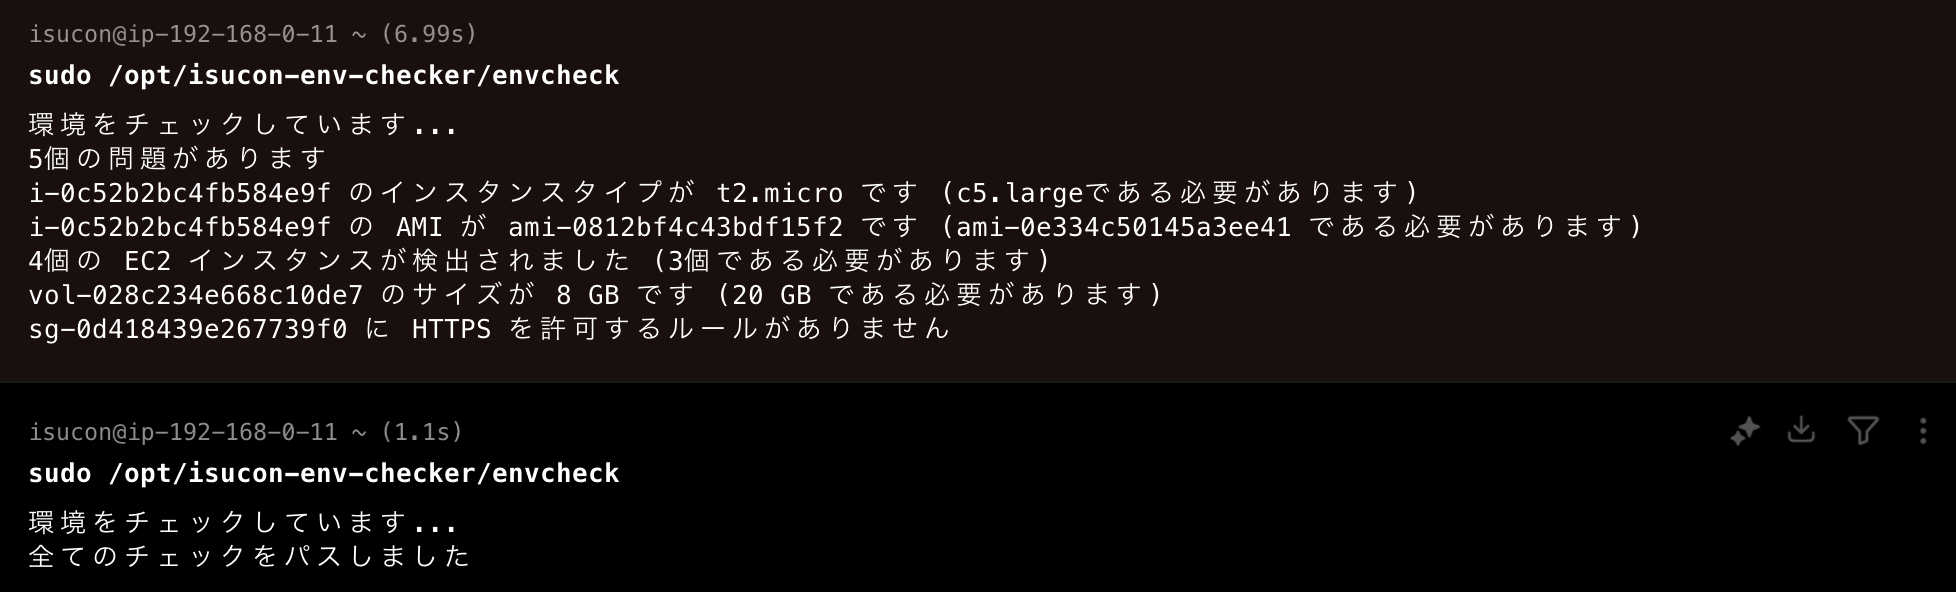 isucon@ip-192-168-0-11 ~ (6.99s)
sudo /opt/isucon-env-checker/envcheck
環境をチェックしています...
5個の問題があります
i-0c52b2bc4fb584e9f のインスタンスタイプが t2.micro です (c5.largeである必要があります)
i-0c52b2bc4fb584e9f の AMI が ami-0812bf4c43bdf15f2 です (ami-0e334c50145a3ee41 である必要があります)
4個の EC2 インスタンスが検出されました (3個である必要があります)
vol-028c234e668c10de7 のサイズが 8 GB です (20 GB である必要があります)
sg-0d418439e267739f0 に HTTPS を許可するルールがありません
isucon@ip-192-168-0-11 ~ (1.1s)
sudo /opt/isucon-env-checker/envcheck
環境をチェックしています...
全てのチェックをパスしました